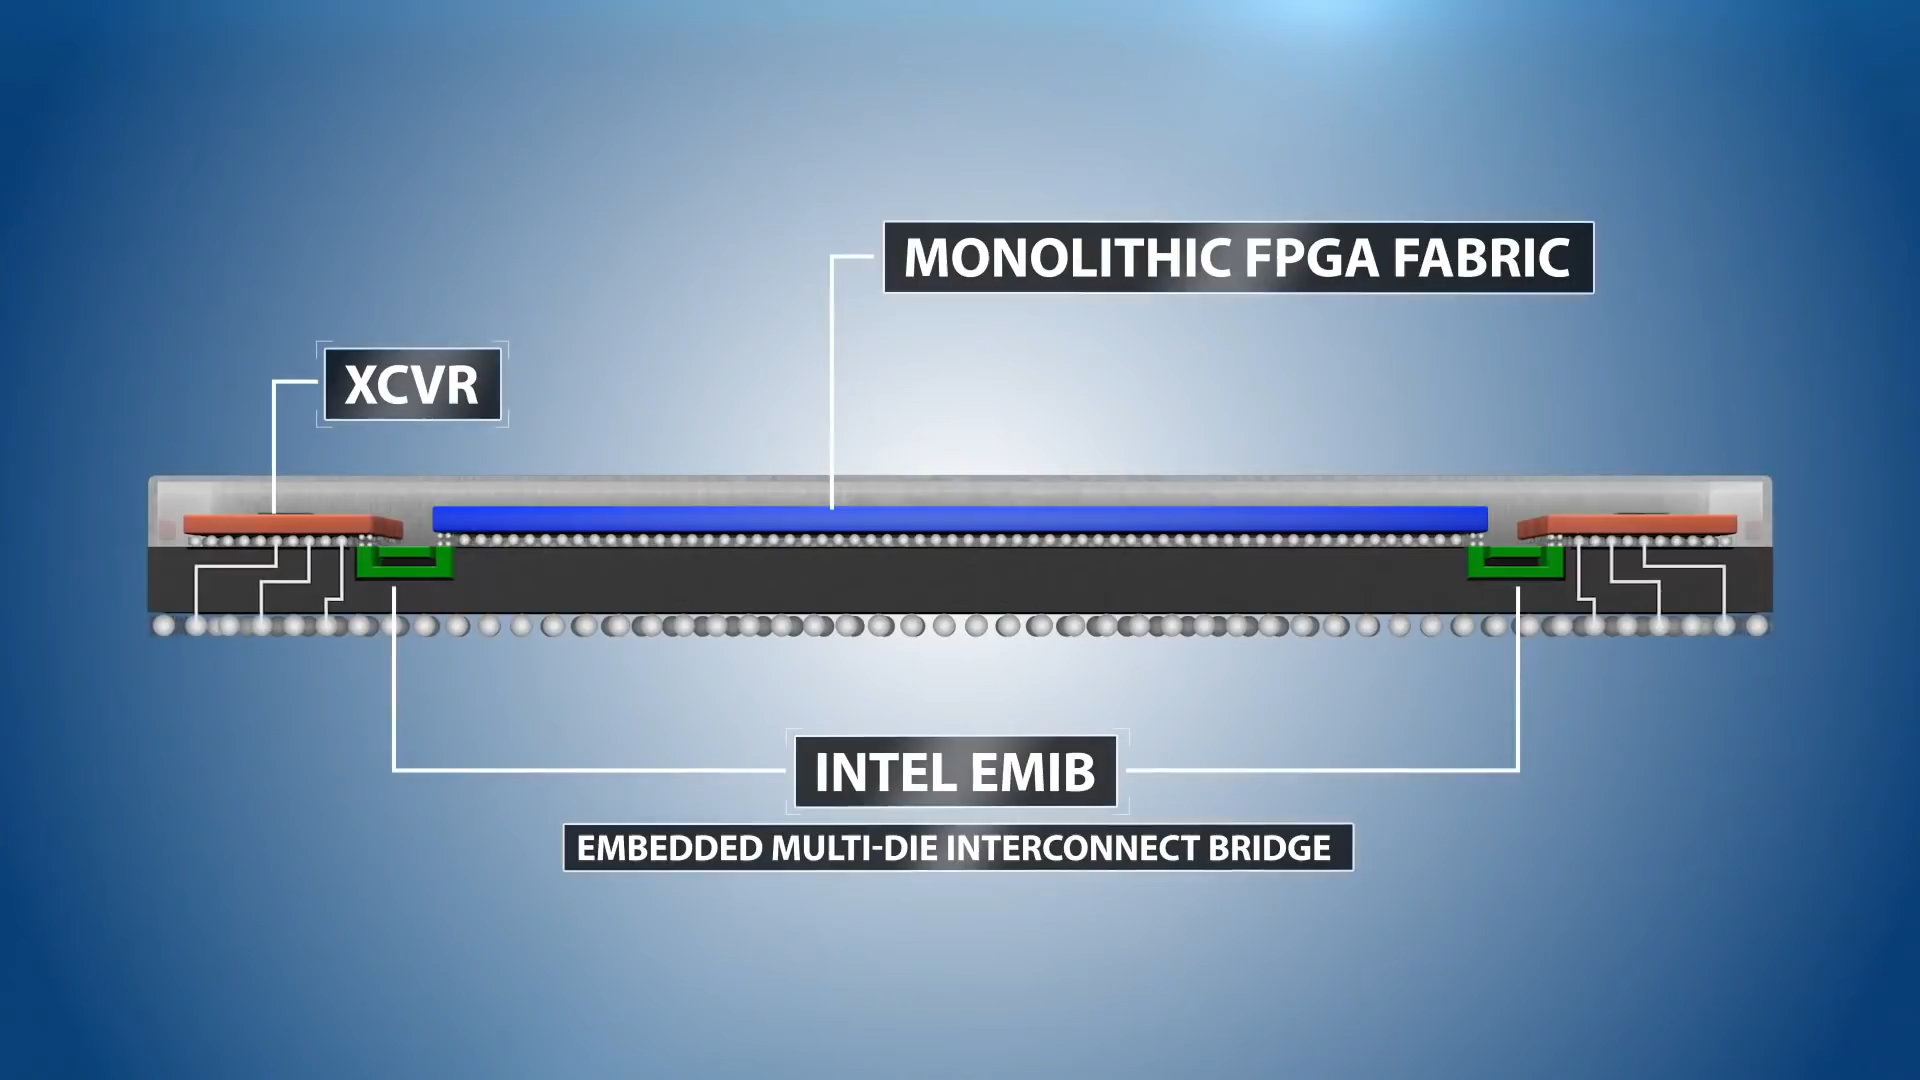 MONOLITHIC FPGA FABRIC
XCVR
INTEL EMIB
EMBEDDED MULTI-DIE INTERCONNECT BRIDGE